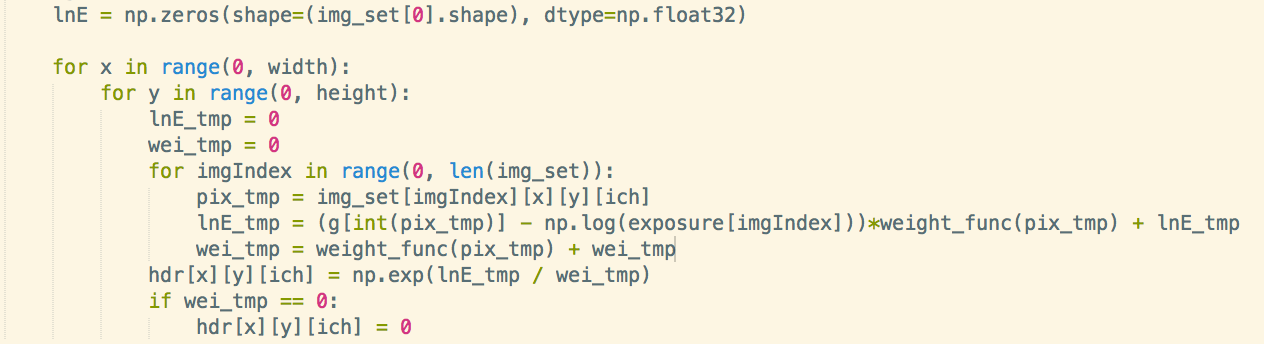 lnE = np.zeros(shape=(img_set[0].shape), dtype=np.float32)

for x in range(0, width):
    for y in range(0, height):
        lnE_tmp = 0
        wei_tmp = 0
        for imgIndex in range(0, len(img_set)):
            pix_tmp = img_set[imgIndex][x][y][ich]
            lnE_tmp = (g[int(pix_tmp)] - np.log(exposure[imgIndex]))*weight_func(pix_tmp) + lnE_tmp
            wei_tmp = weight_func(pix_tmp) + wei_tmp
        hdr[x][y][ich] = np.exp(lnE_tmp / wei_tmp)
        if wei_tmp == 0:
            hdr[x][y][ich] = 0